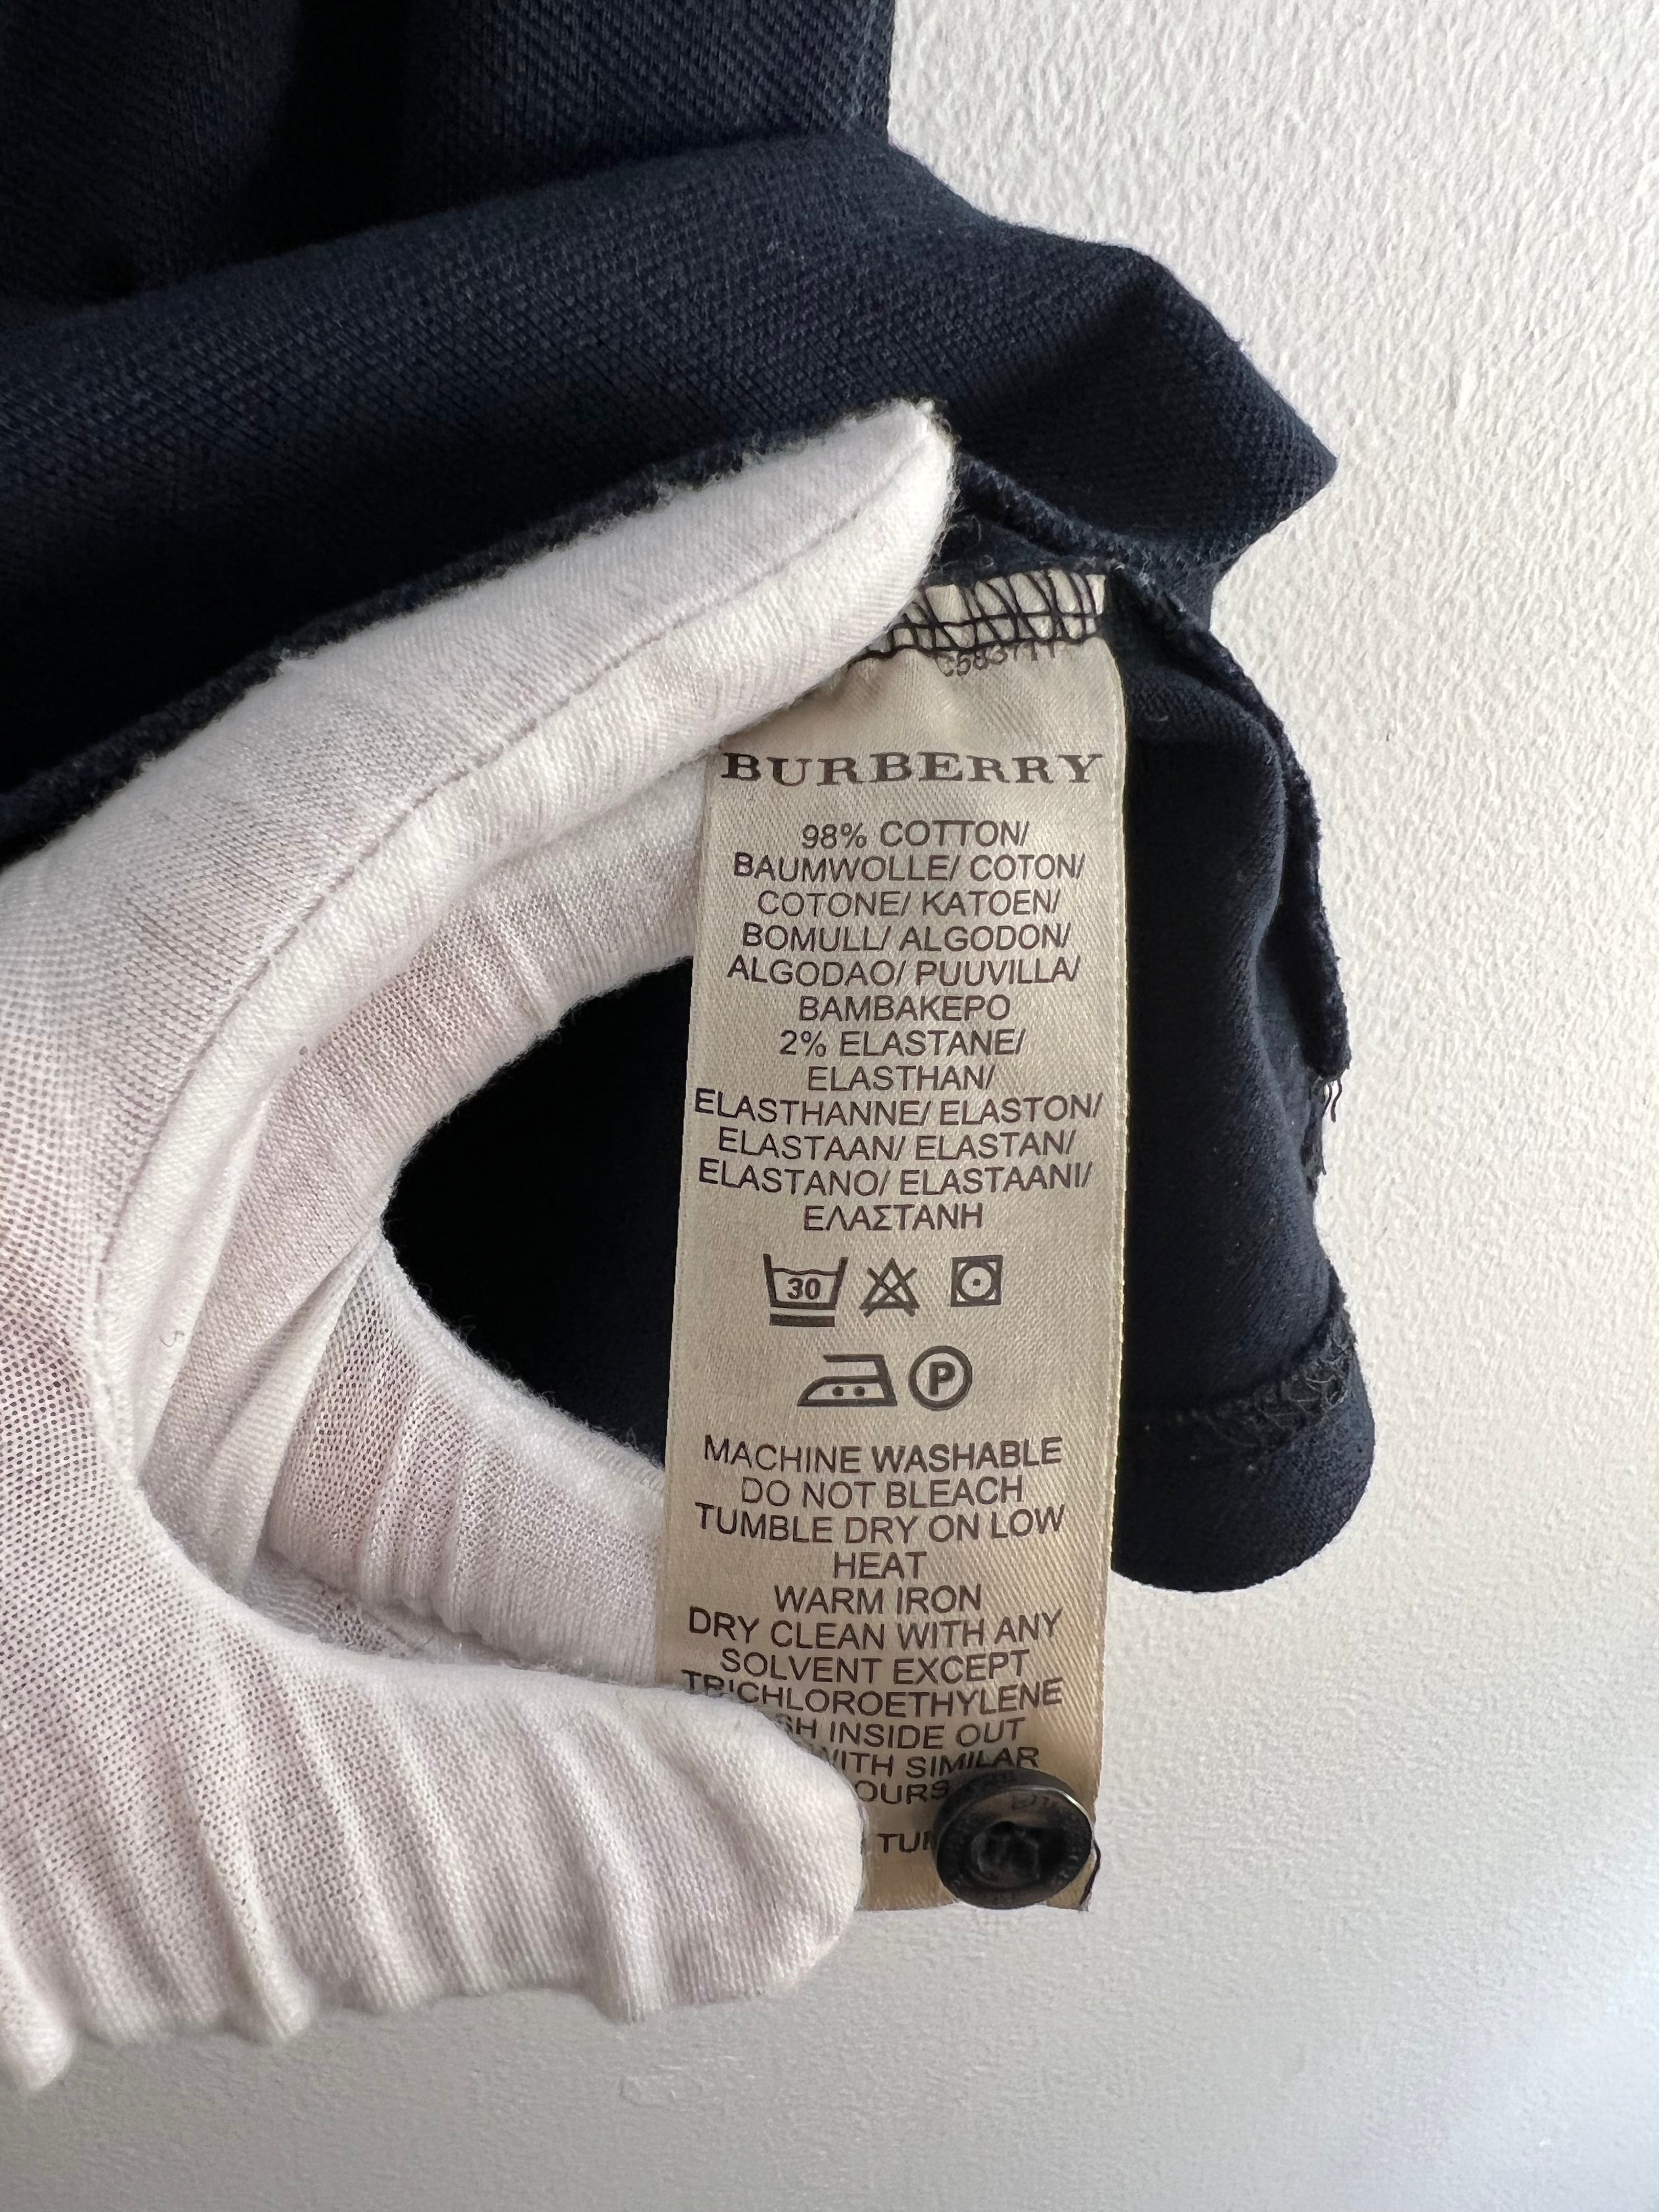 BURBERRY
98% COTTON/
BAUMWOLLE/ COTON/
COTONE/ KATOEN/
BOMULL/ ALGODON/
ALGODAO/ PUUVILLA/
ΒΑΜΒΑΚΕΡΟ
2% ELASTANE/
ELASTHAN/
ELASTHANNE/ ELASTON/
ELASTAAN/ ELASTAN/
ELASTANO/ ELASTAANI/
ΕΛΑΣΤΑΝΗ
30
P
MACHINE WASHABLE
DO NOT BLEACH
TUMBLE DRY ON LOW
HEAT
WARM IRON
DRY CLEAN WITH ANY
SOLVENT EXCEPT
TRICHLOROETHYLENE
INSIDE OUT
WITH SIMILAR